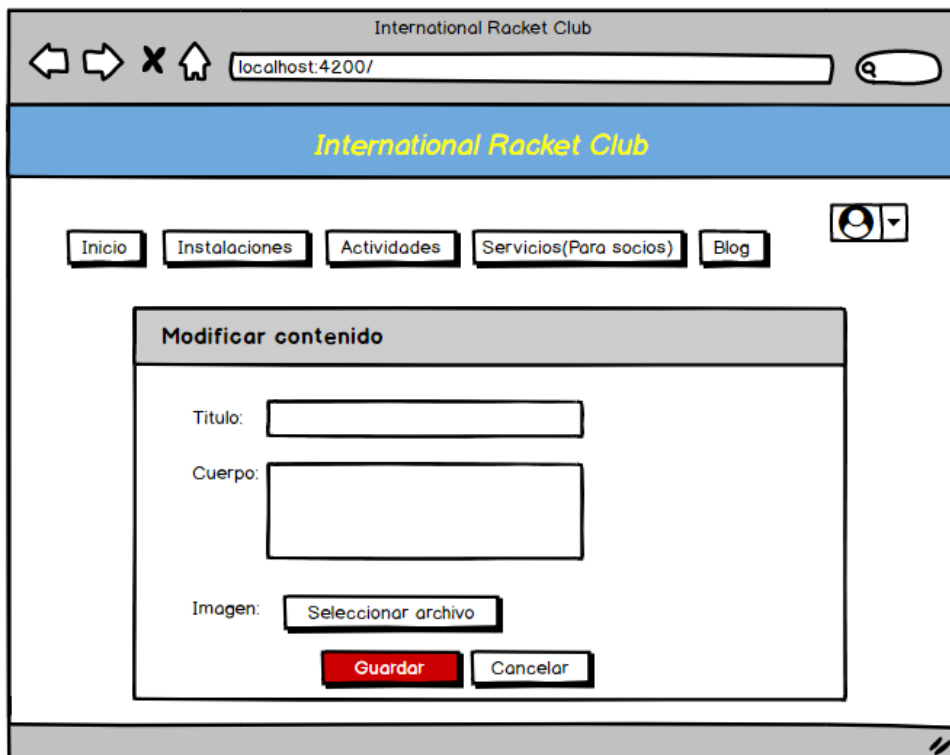 International Racket Club
localhost:4200/
International Racket Club
Inicio Instalaciones Actividades Servicios(Para socios) Blog
Modificar contenido
Titulo:
Cuerpo:
Imagen: Seleccionar archivo
Guardar Cancelar